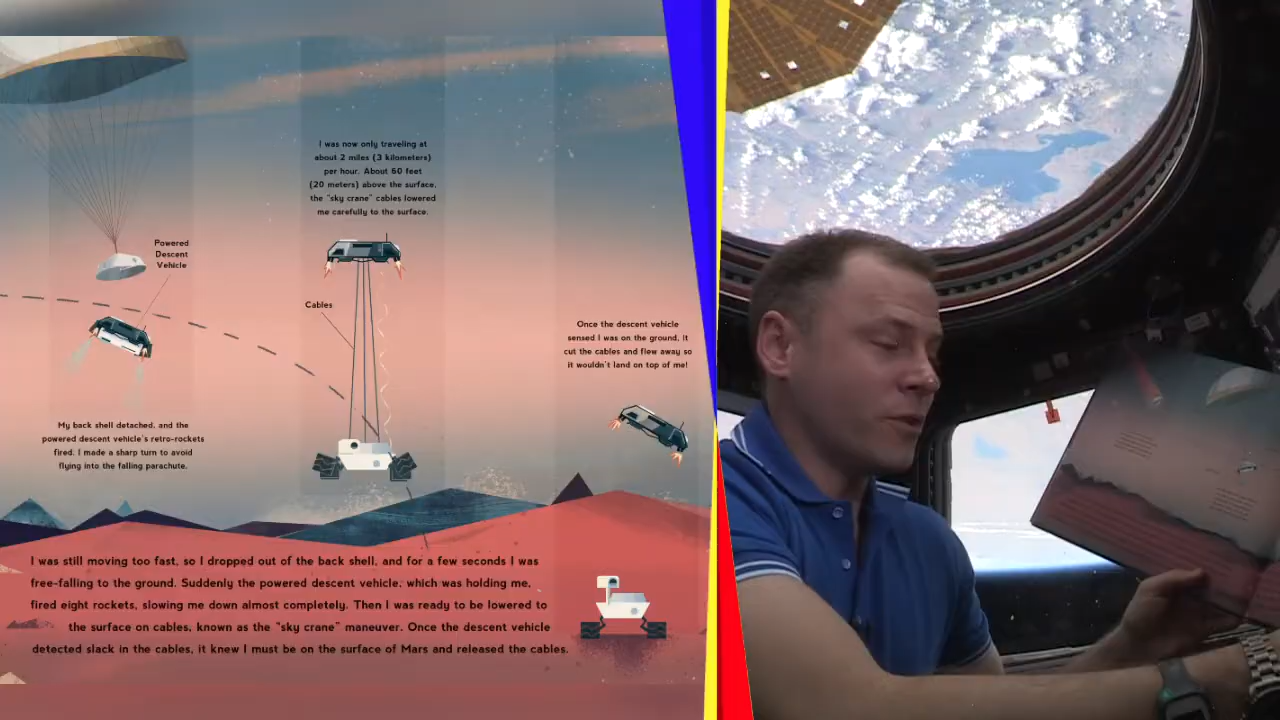 I was now only traveling at
about 2 miles (3 kilometers)
per hour. About 60 feet
(20 meters) above the surface,
the "sky crane" cables lowered
me carefully to the surface.
Powered
Descent
Vehicle
Cables
Once the descent vehicle
sensed I was on the ground, it
cut the cables and flew away so
it wouldn't land on top of me!
My back shell detached, and the
powered descent vehicle's retro-rockets
fired. I made a sharp turn to avoid
flying into the falling parachute.
I was still moving too fast, so I dropped out of the back shell, and for a few seconds I was
free-falling to the ground. Suddenly the powered descent vehicle, which was holding me,
fired eight rockets, slowing me down almost completely. Then I was ready to be lowered to
the surface on cables, known as the "sky crane" maneuver. Once the descent vehicle
detected slack in the cables, it knew I must be on the surface of Mars and released the cables.